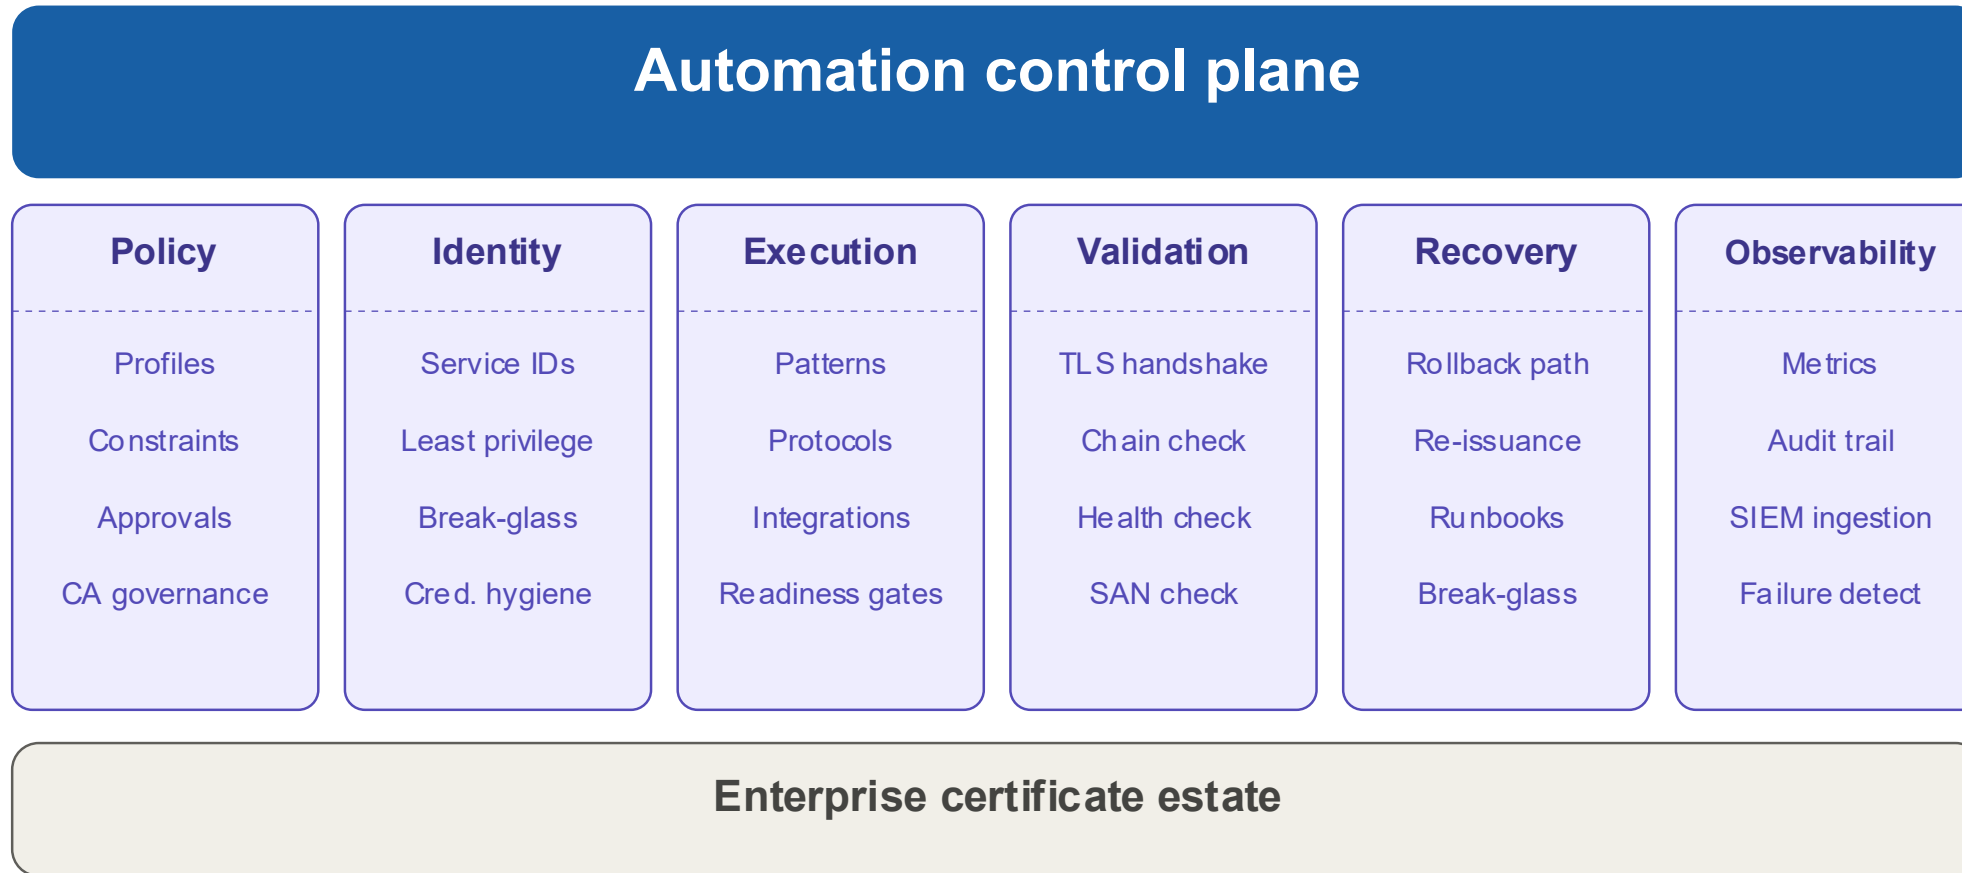 Automation control plane
Policy
Profiles
Constraints
Approvals
CA governance
Identity
Service IDs
Least privilege
Break-glass
Cred. hygiene
Execution
Patterns
Protocols
Integrations
Readiness gates
Validation
TLS handshake
Chain check
Health check
SAN check
Recovery
Rollback path
Re-issuance
Runbooks
Break-glass
Observability
Metrics
Audit trail
SIEM ingestion
Failure detect
Enterprise certificate estate